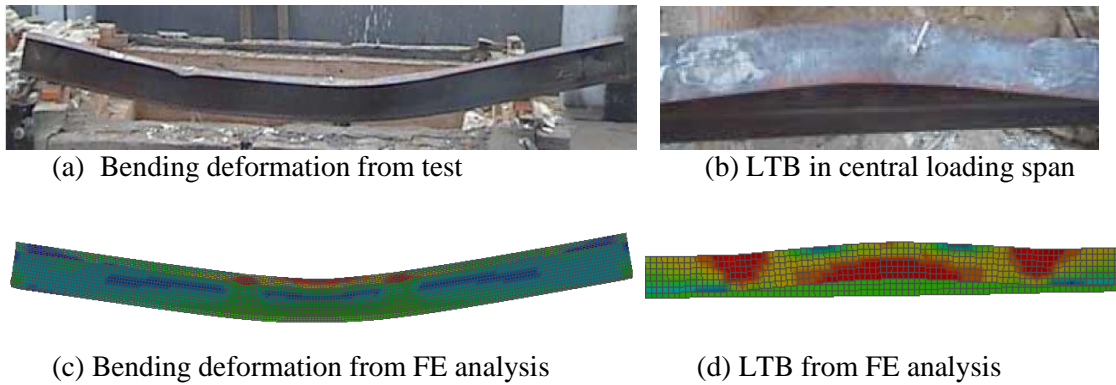 (a) Bending deformation from test
(b) LTB in central loading span
(c) Bending deformation from FE analysis
(d) LTB from FE analysis